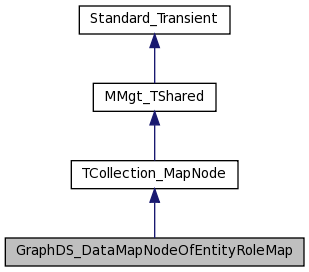 Standard_Transient
MMgt_TShared
TCollection_MapNode
GraphDS_DataMapNodeOfEntityRoleMap